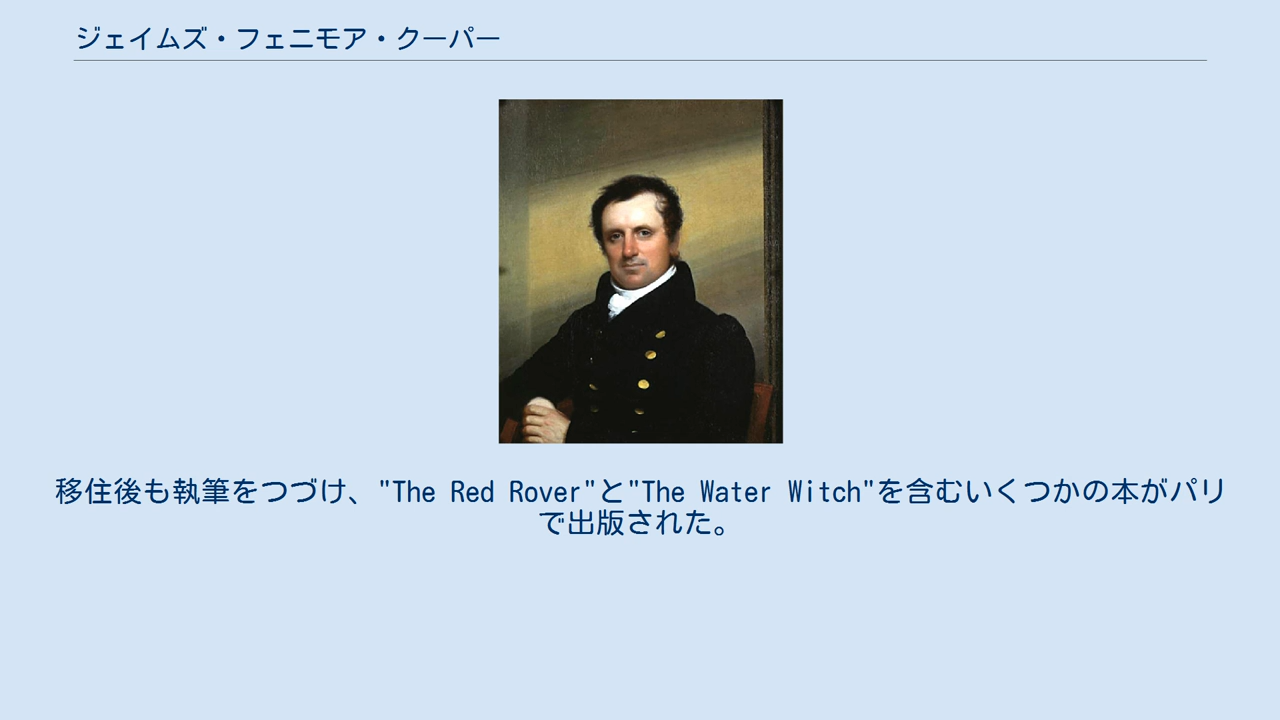 ジェイムズ・フェニモア・クーパー
移住後も執筆をつづけ、"The Red Rover"と"The Water Witch"を含むいくつかの本がパリ
で出版された。